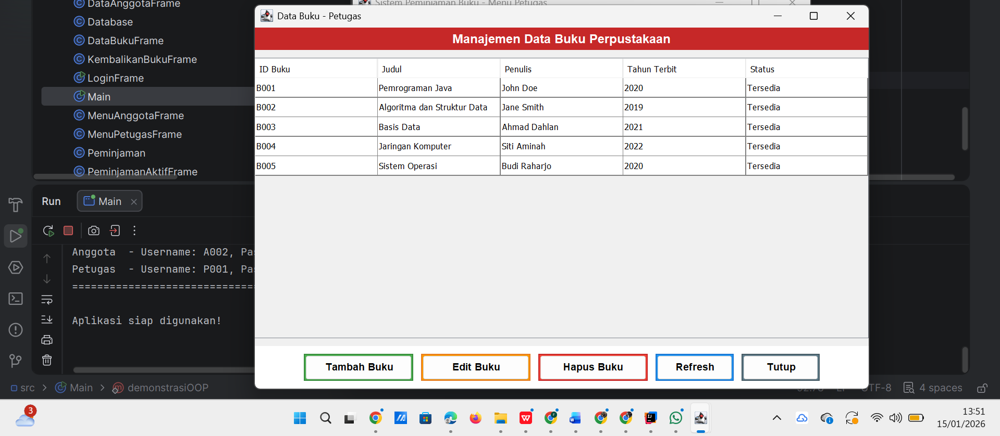 DataAnggotaFrame
Database
DataBukuFrame
KembalikanBukuFrame
LoginFrame
Main
MenuAnggotaFrame
MenuPetugasFrame
Peminjaman
PeminjamanAktifFrame
Sistem Peminjaman Buku - Menu Petugas
Data Buku - Petugas
Manajemen Data Buku Perpustakaan
ID Buku Judul Penulis Tahun Terbit Status
B001 Pemrograman Java John Doe 2020 Tersedia
B002 Algoritma dan Struktur Data Jane Smith 2019 Tersedia
B003 Basis Data Ahmad Dahlan 2021 Tersedia
B004 Jaringan Komputer Siti Aminah 2022 Tersedia
B005 Sistem Operasi Budi Raharjo 2020 Tersedia
Tambah Buku Edit Buku Hapus Buku Refresh Tutup
Run Main
Anggota - Username: A002,
Petugas - Username: P001,
==============================
Aplikasi siap digunakan!
src > Main > demonstrasiOOP
UTF-8 4 spaces
3
13:51
15/01/2026